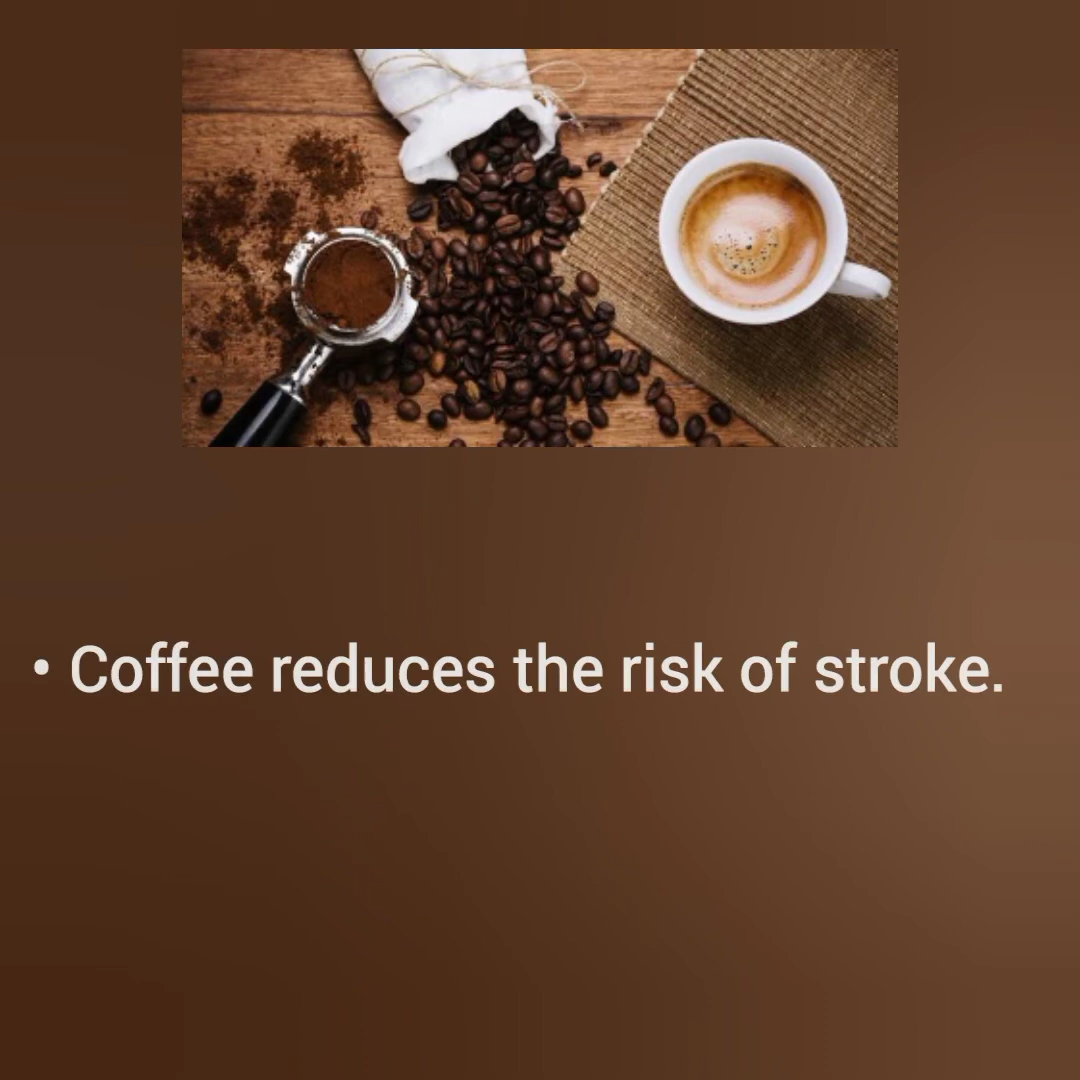 • Coffee reduces the risk of stroke.